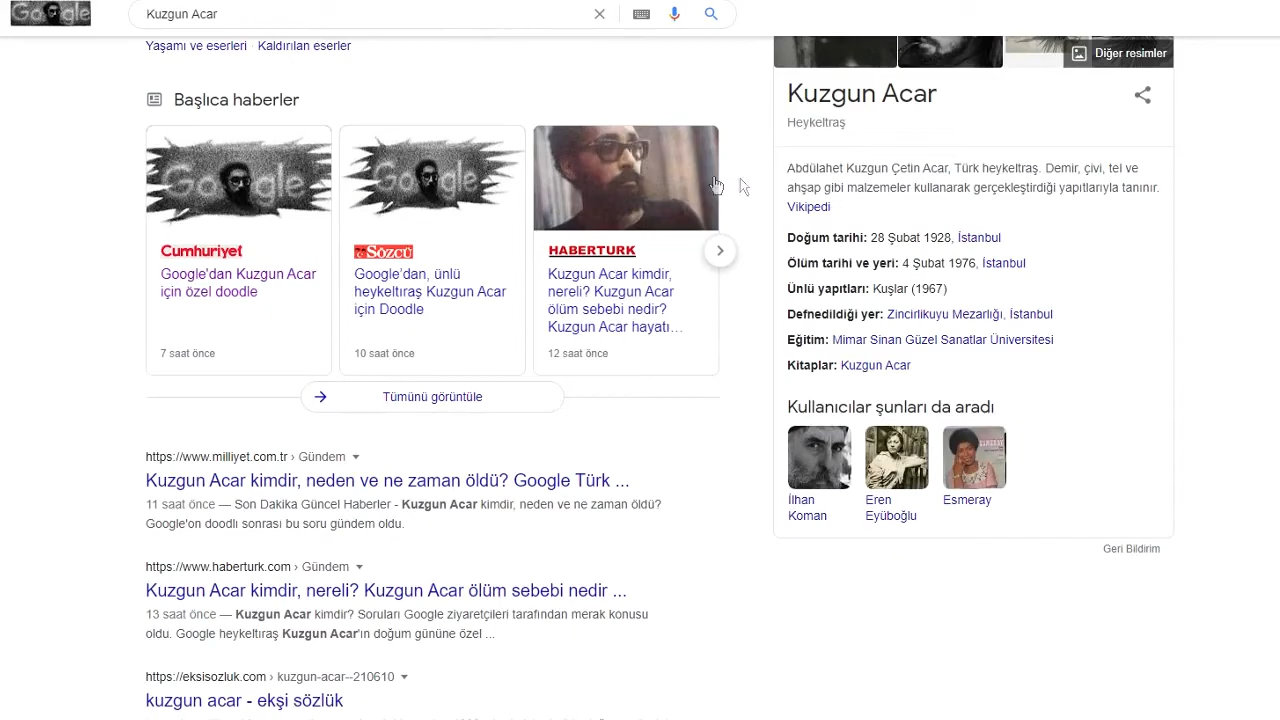 Google
Kuzgun Acar
Yaşamı ve eserleri · Kaldırılan eserler
Başlıca haberler
Google
Cumhuriyet
Google'dan Kuzgun Acar
için özel doodle
7 saat önce
Google
Sözcü
Google'dan, ünlü
heykeltıraş Kuzgun Acar
için Doodle
10 saat önce
HABERTURK
Kuzgun Acar kimdir,
nereli? Kuzgun Acar
ölüm sebebi nedir?
Kuzgun Acar hayatı...
12 saat önce
Tümünü görüntüle
https://www.milliyet.com.tr › Gündem
Kuzgun Acar kimdir, neden ve ne zaman öldü? Google Türk ...
11 saat önce — Son Dakika Güncel Haberler - Kuzgun Acar kimdir, neden ve ne zaman öldü?
Google'on doodlı sonrası bu soru gündem oldu.
https://www.haberturk.com › Gündem
Kuzgun Acar kimdir, nereli? Kuzgun Acar ölüm sebebi nedir ...
13 saat önce — Kuzgun Acar kimdir? Soruları Google ziyaretçileri tarafından merak konusu
oldu. Google heykeltıraş Kuzgun Acar'ın doğum gününe özel ...
https://eksisozluk.com › kuzgun-acar--210610
kuzgun acar - ekşi sözlük
Diğer resimler
Kuzgun Acar
Heykeltraş
Abdülahet Kuzgun Çetin Acar, Türk heykeltraş. Demir, çivi, tel ve
ahşap gibi malzemeler kullanarak gerçekleştirdiği yapıtlarıyla tanınır.
Vikipedi
Doğum tarihi: 28 Şubat 1928, İstanbul
Ölüm tarihi ve yeri: 4 Şubat 1976, İstanbul
Ünlü yapıtları: Kuşlar (1967)
Defnedildiği yer: Zincirlikuyu Mezarlığı, İstanbul
Eğitim: Mimar Sinan Güzel Sanatlar Üniversitesi
Kitaplar: Kuzgun Acar
Kullanıcılar şunları da aradı
İlhan
Koman
Eren
Eyüboğlu
Esmeray
Geri Bildirim